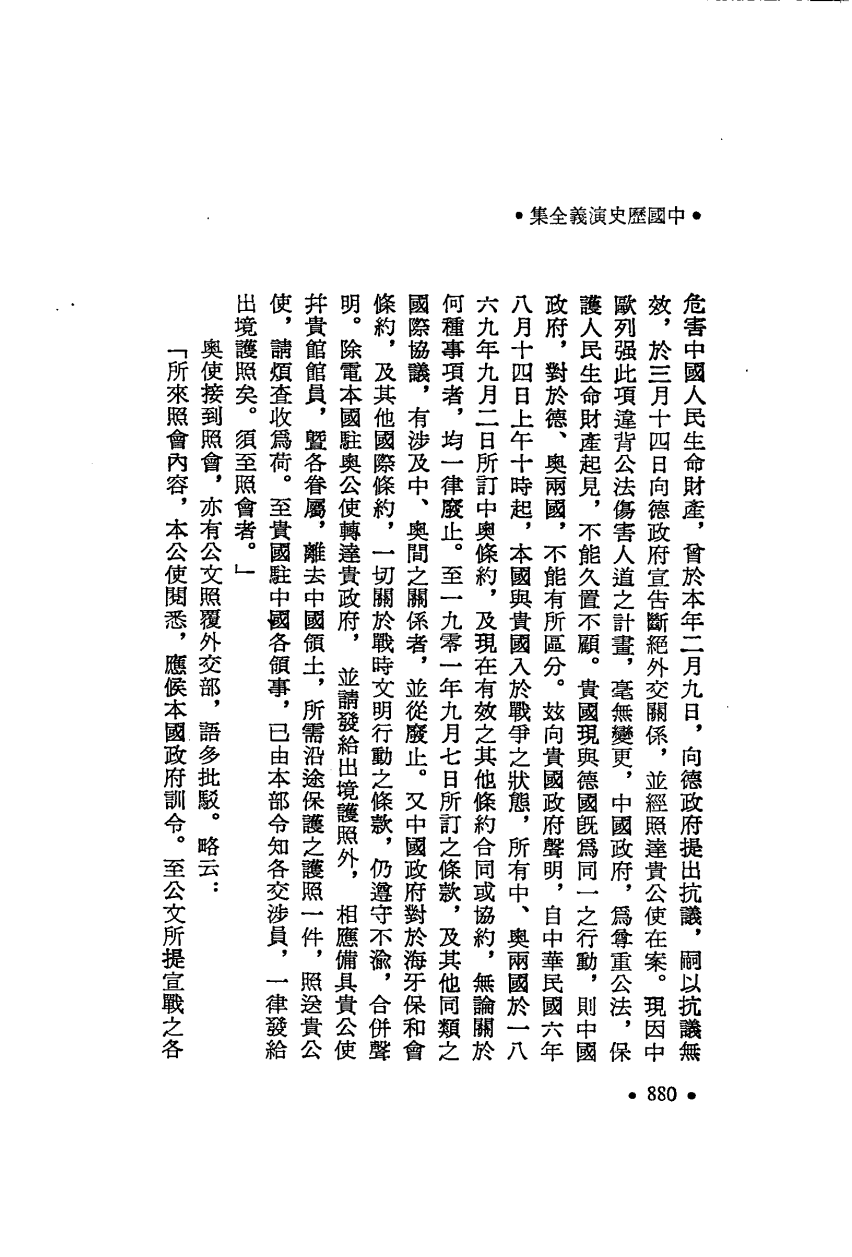 •中國歷史演義全集•
危害中國人民生命財產，曾於本年二月九日，向德政府提出抗議，嗣以抗議無
效，於三月十四日向德政府宣告斷絕外交關係，並經照達貴公使在案。現因中
歐列强此項違背公法傷害人道之計畫，毫無變更，中國政府，爲尊重公法，保
護人民生命財產起見，不能久置不顧。貴國現與德國旣爲同一之行動，則中國
政府，對於德、奧兩國，不能有所區分。玆向貴國政府聲明，自中華民國六年
八月十四日上午十時起，本國與貴國入於戰爭之狀態，所有中、奧兩國於一八
六九年九月二日所訂中奧條約，及現在有效之其他條約合同或協約，無論關於
何種事項者，均一律廢止。至一九零一年九月七日所訂之條款，及其他同類之
國際協議，有涉及中、奧間之關係者，並從廢止。又中國政府對於海牙保和會
條約，及其他國際條約，一切關於戰時文明行動之條款，仍遵守不渝，合併聲
明。除電本國駐奧公使轉達貴政府，並請發給出境護照外，相應備具貴公使
幷貴館館員，暨各眷屬，離去中國領土，所需沿途保護之護照一件，照送貴公
使，請煩査收爲荷。至貴國駐中國各領事，已由本部令知各交涉員，一律發給
出境護照矣。須至照會者。」
奧使接到照會，亦有公文照覆外交部，語多批駁。略云：
「所來照會內容，本公使閱悉，應候本國政府訓令。至公文所提宣戰之各
•880•